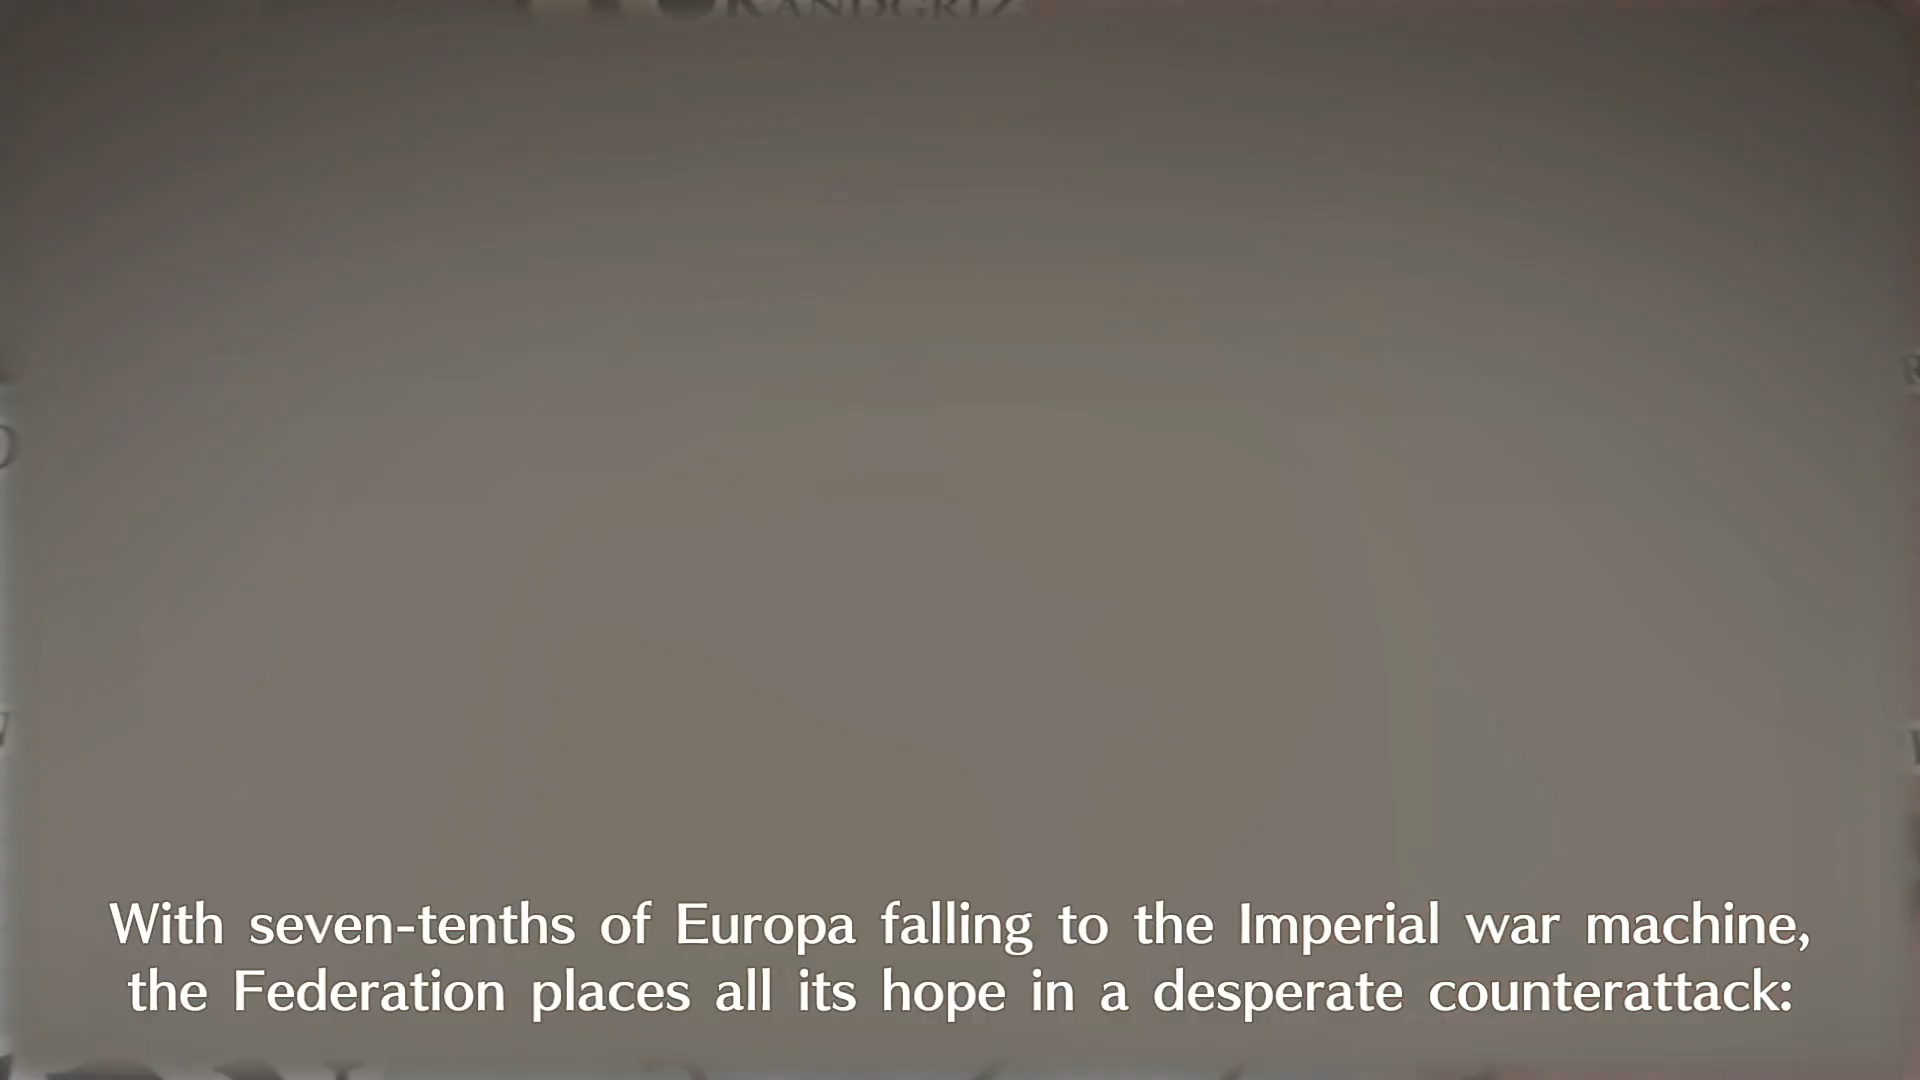 RANDGRIZ
With seven-tenths of Europa falling to the Imperial war machine,
the Federation places all its hope in a desperate counterattack: